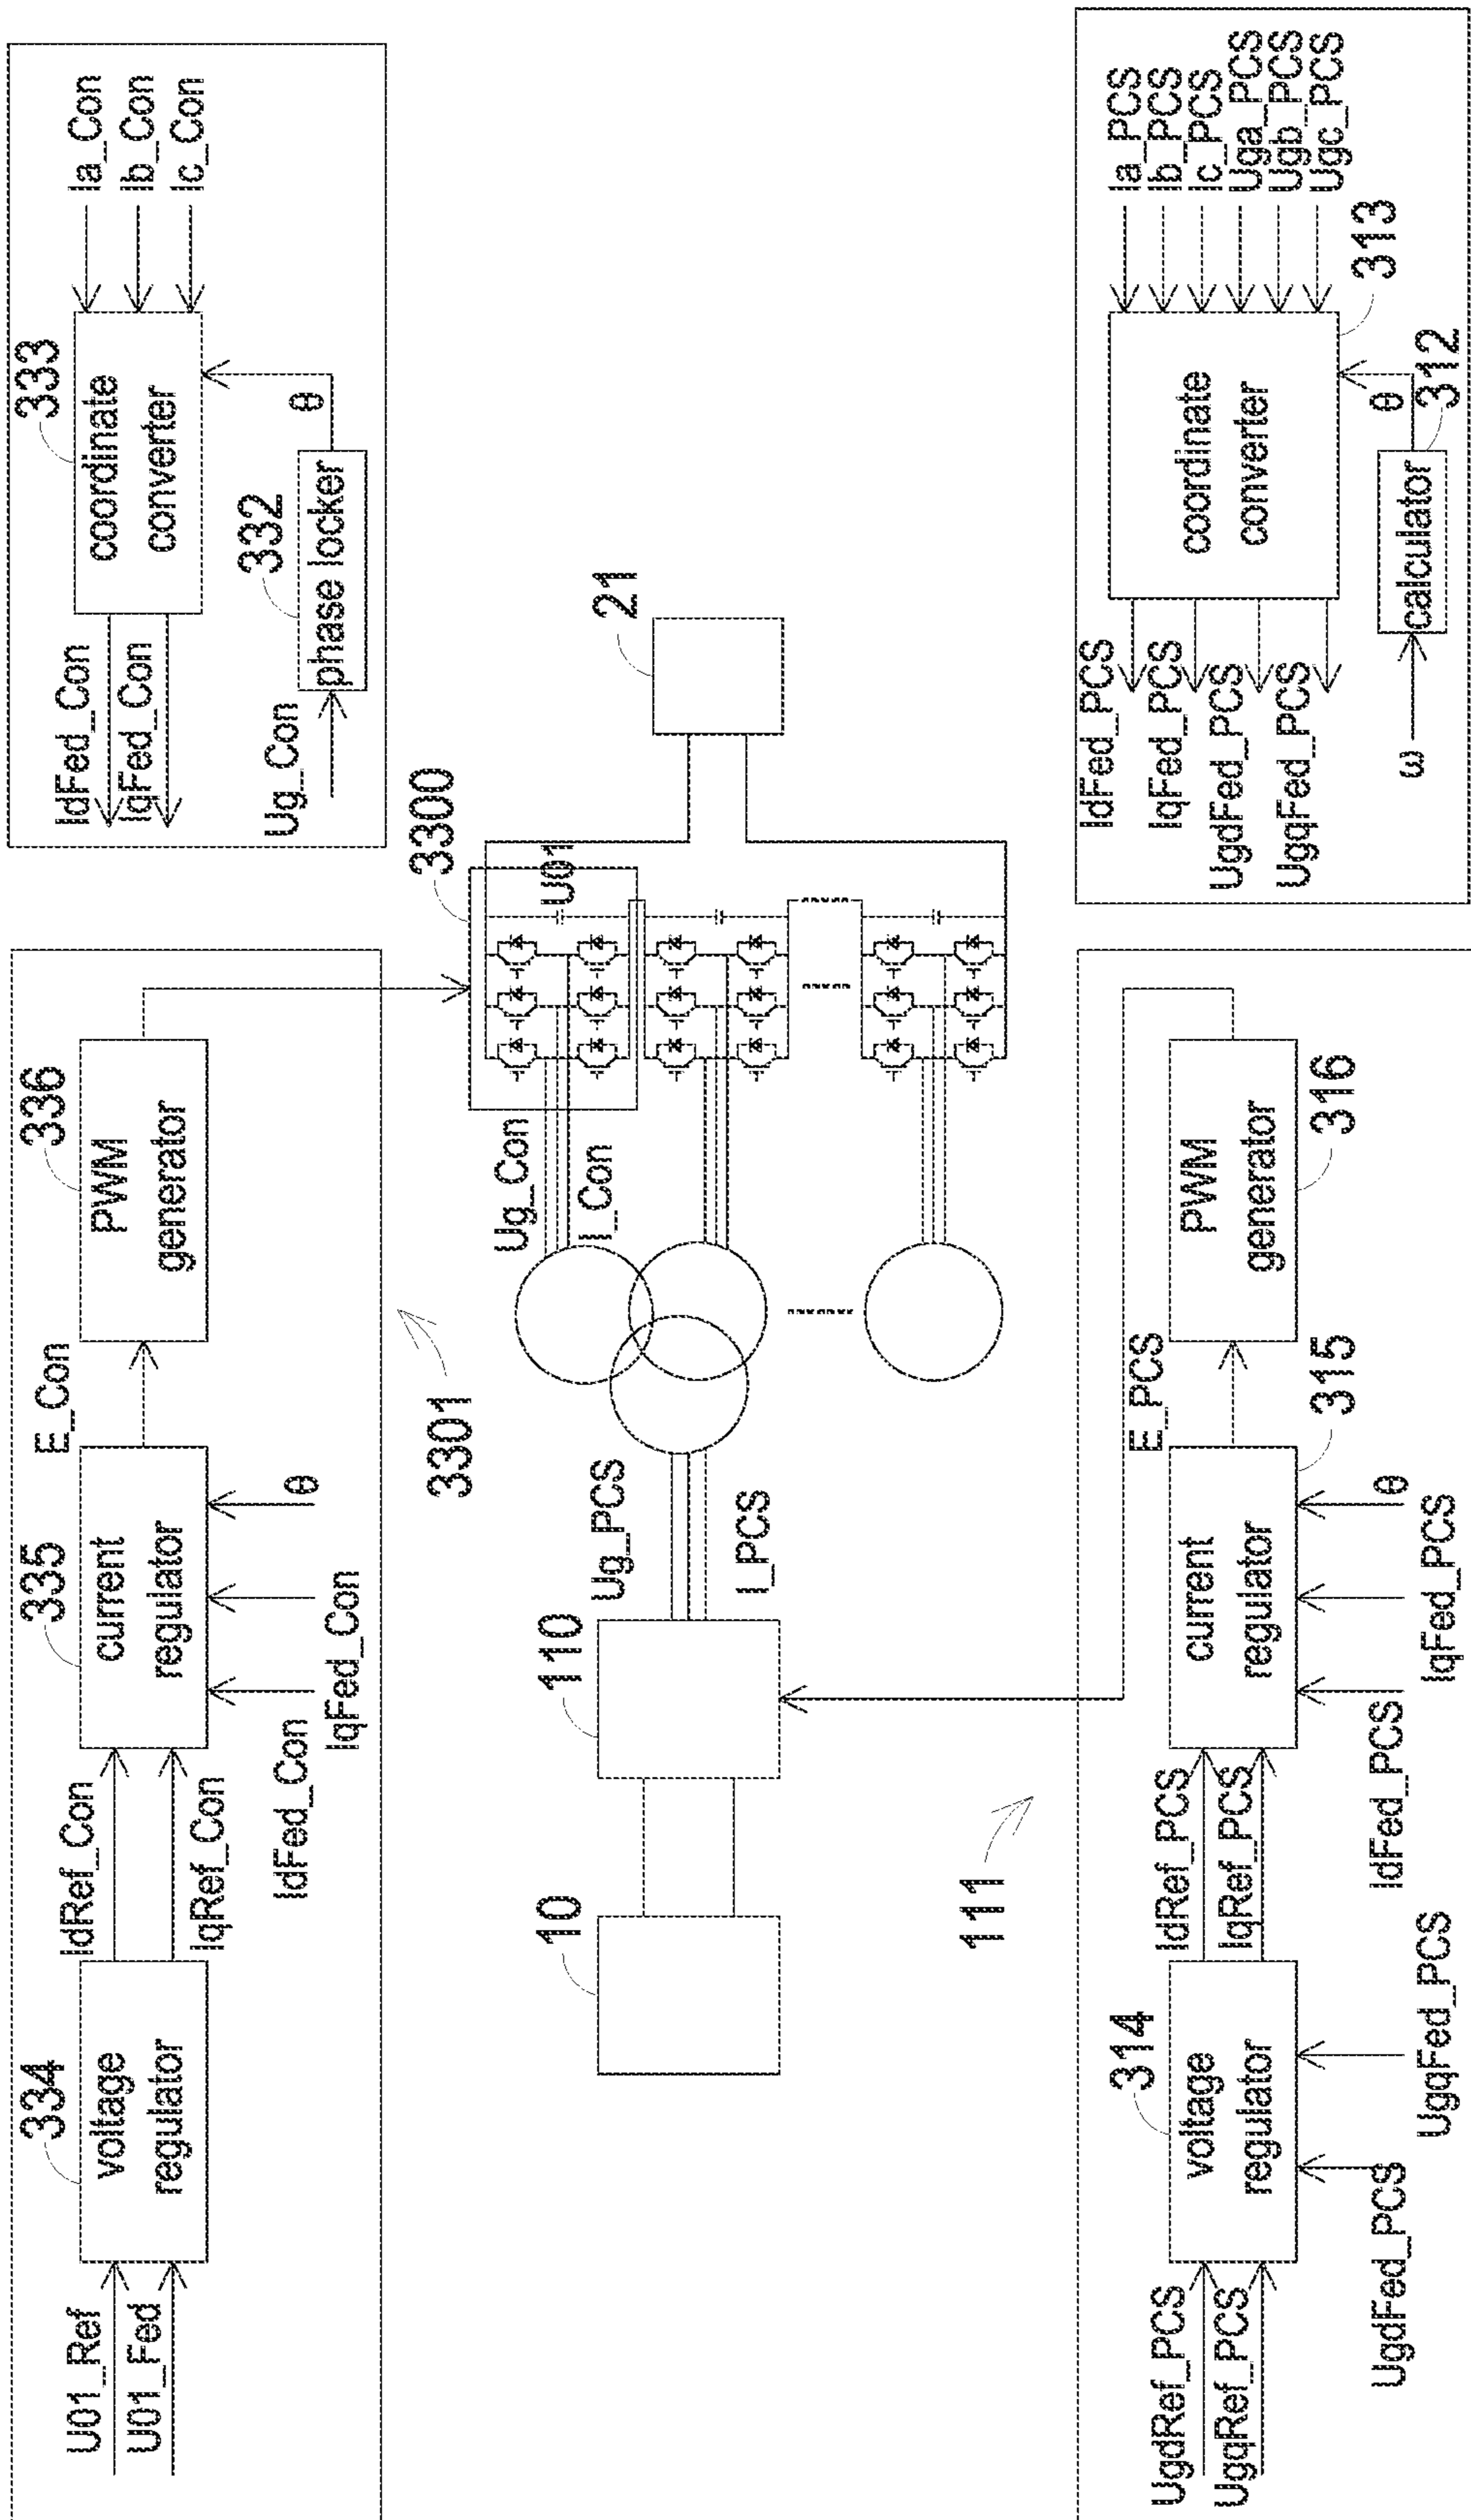 U01_Ref
U01_Fed
334
voltage
regulator
IdRef_Con
IqRef_Con
IdFed_Con
IqFed_Con
θ
335
current
regulator
E_Con
336
PWM
generator
3301
IdFed_Con
IqFed_Con
333
coordinate
converter
Ia_Con
Ib_Con
Ic_Con
θ
332
phase locker
Ug_Con
10
110
Ug_PCS
I_PCS
Ug_Con
I_Con
3300
U01
21
111
UgdRef_PCS
UgqRef_PCS
314
voltage
regulator
UgdFed_PCS
UgqFed_PCS
IdRef_PCS
IqRef_PCS
current
regulator
315
IdFed_PCS
IqFed_PCS
θ
E_PCS
PWM
generator
316
IdFed_PCS
IqFed_PCS
UgdFed_PCS
UgqFed_PCS
coordinate
converter
313
Ia_PCS
Ib_PCS
Ic_PCS
Uga_PCS
Ugb_PCS
Ugc_PCS
θ
312
calculator
ω